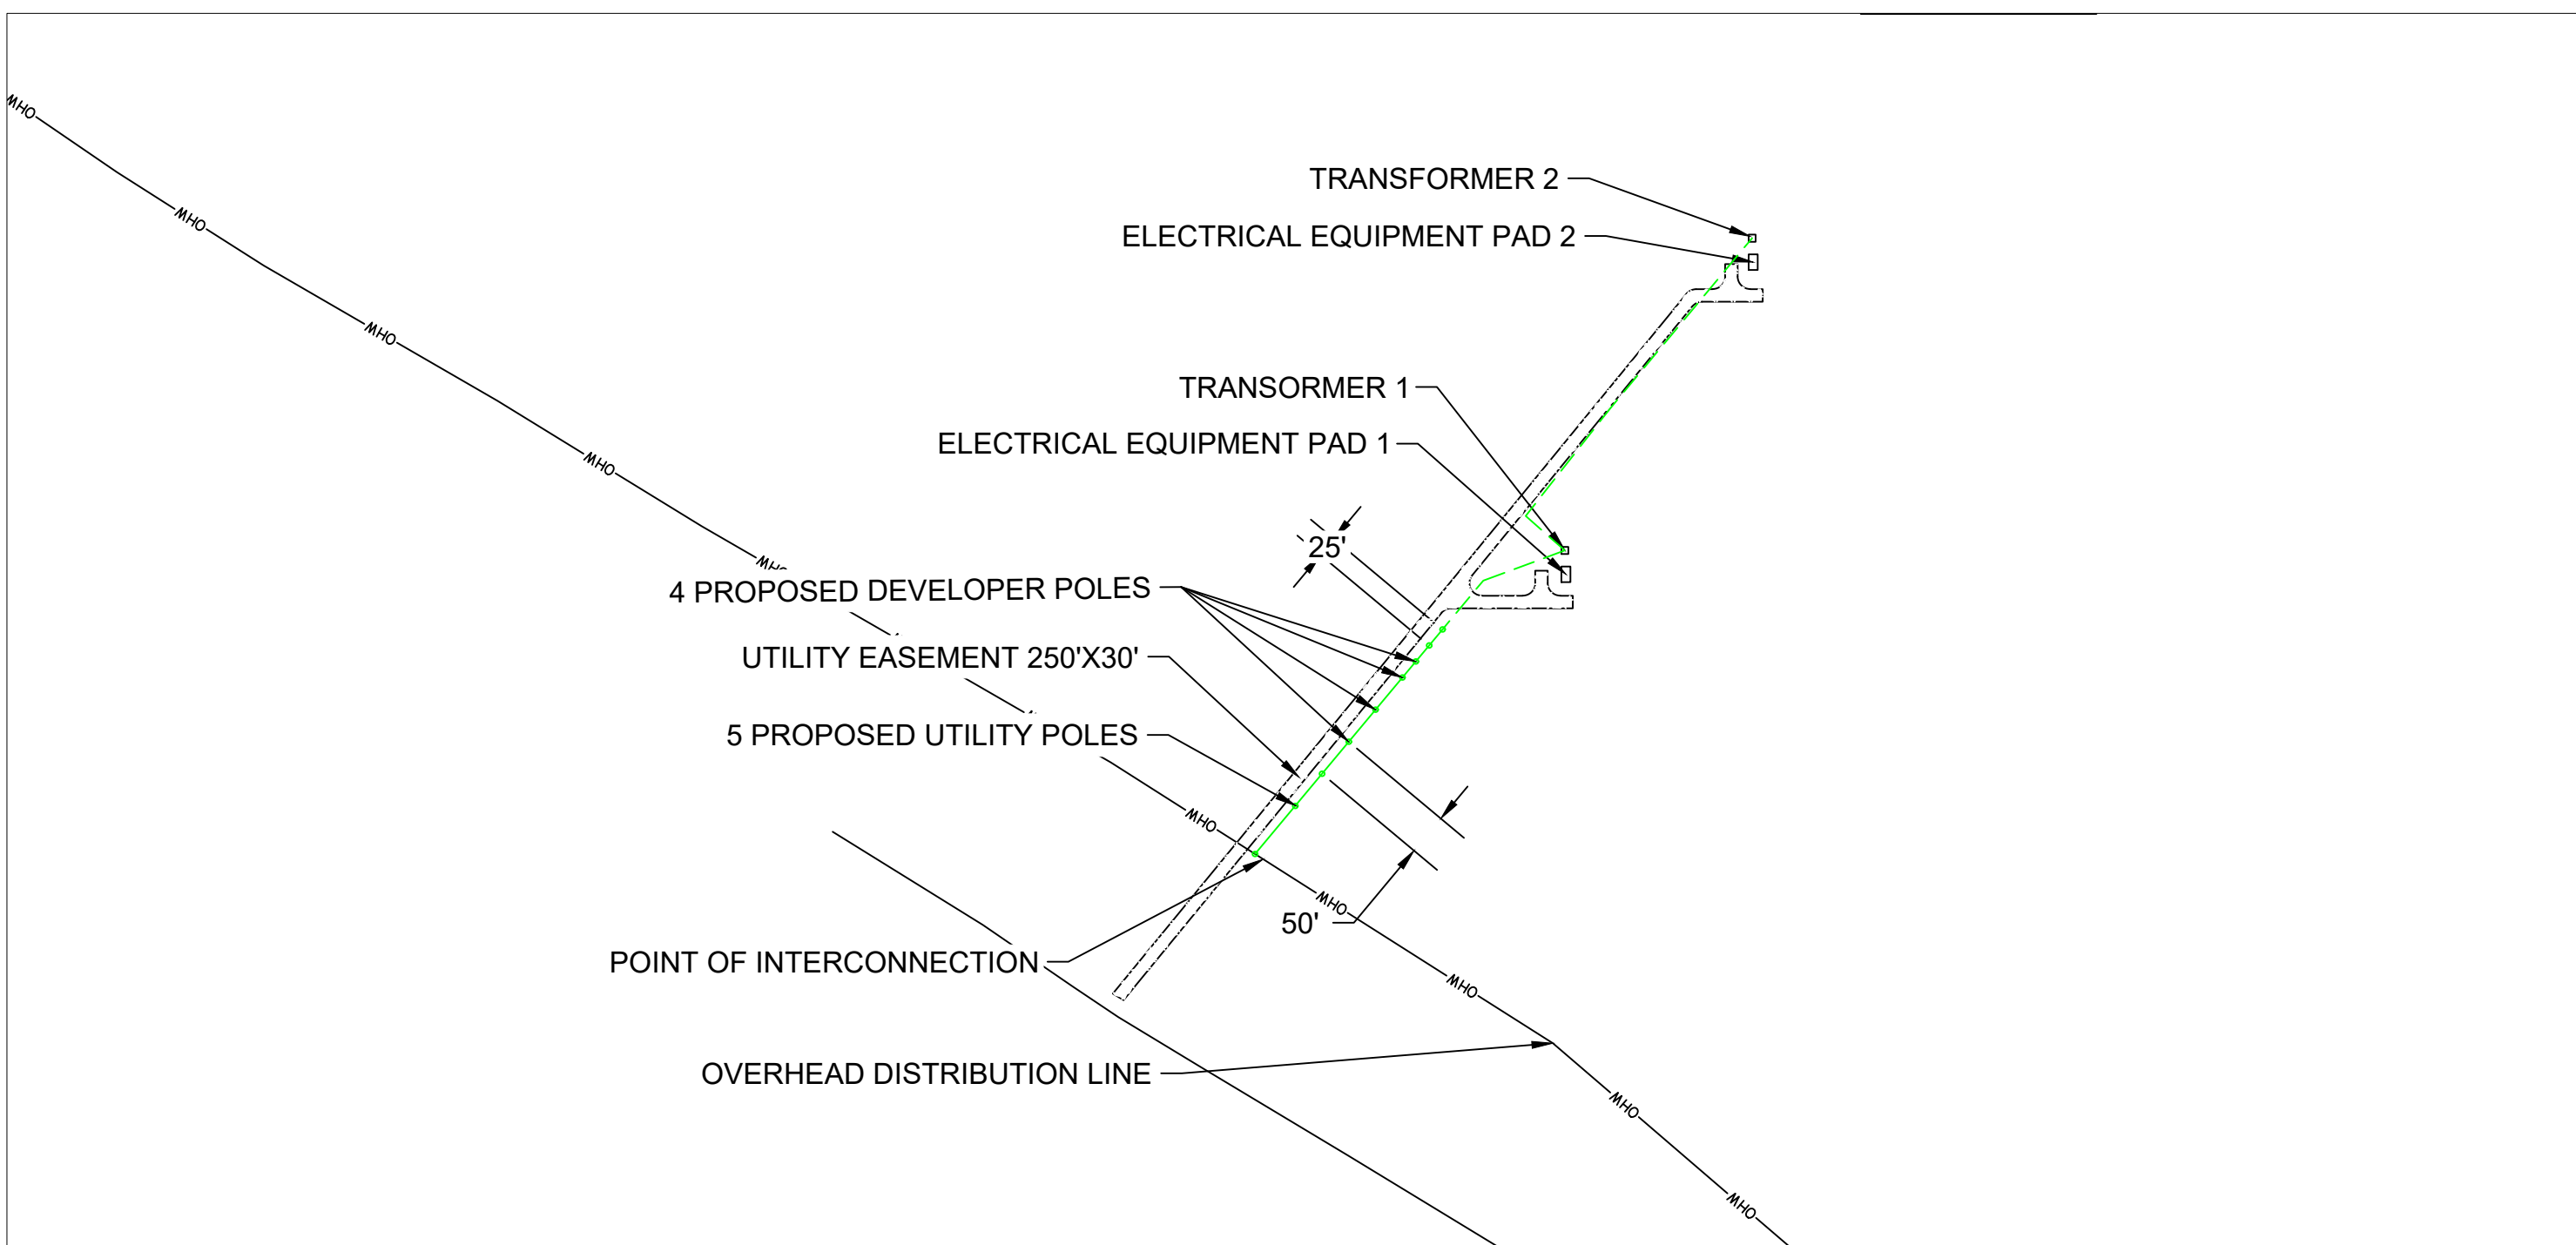 OHW
TRANSFORMER 2
OHW
ELECTRICAL EQUIPMENT PAD 2
OHW
TRANSORMER 1
ELECTRICAL EQUIPMENT PAD 1
OHW
25'
4 PROPOSED DEVELOPER POLES
UTILITY EASEMENT 250'X30'
5 PROPOSED UTILITY POLES
OHW
OHW
50'
POINT OF INTERCONNECTION
OHW
OVERHEAD DISTRIBUTION LINE
OHW
OHW